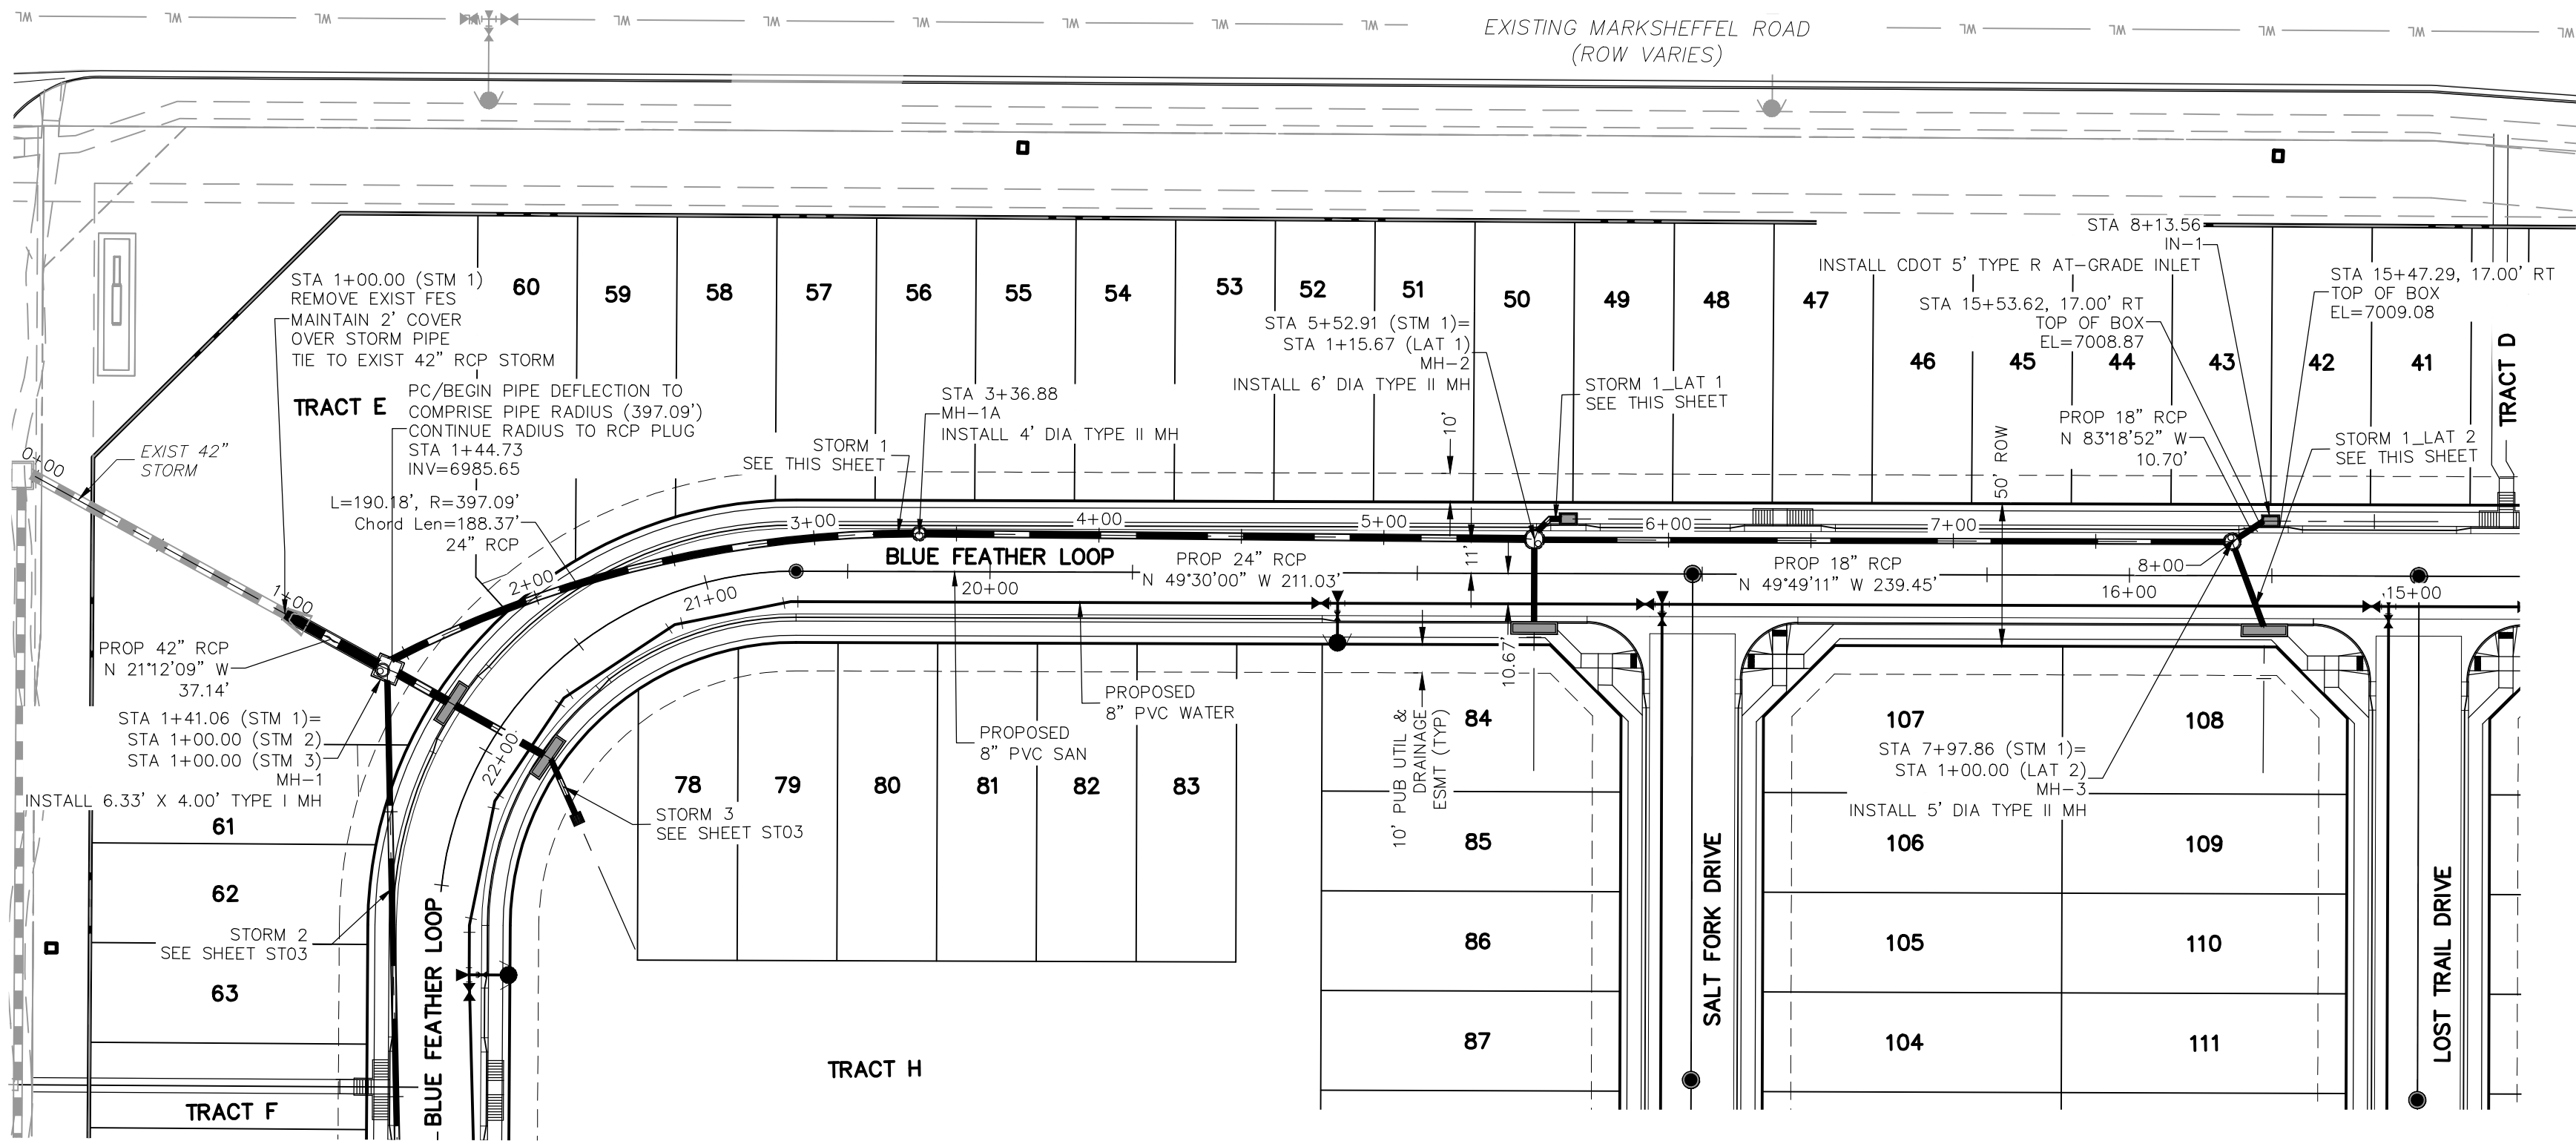 WL WL WL WL WL WL WL WL WL WL WL WL WL WL WL
EXISTING MARKSHEFFEL ROAD
(ROW VARIES)
STA 1+00.00 (STM 1)
REMOVE EXIST FES
MAINTAIN 2' COVER
OVER STORM PIPE
TIE TO EXIST 42" RCP STORM
60
59
58
57
56
55
54
53
52
51
50
49
48
47
46
45
44
43
42
41
TRACT D
TRACT E
PC/BEGIN PIPE DEFLECTION TO
COMPRISE PIPE RADIUS (397.09')
CONTINUE RADIUS TO RCP PLUG
STA 1+44.73
INV=6985.65
L=190.18', R=397.09'
Chord Len=188.37'
24" RCP
EXIST 42"
STORM
0+00
1+00
2+00
3+00
4+00
5+00
6+00
7+00
8+00
STORM 1
SEE THIS SHEET
STA 3+36.88
MH-1A
INSTALL 4' DIA TYPE II MH
STA 5+52.91 (STM 1)=
STA 1+15.67 (LAT 1)
MH-2
INSTALL 6' DIA TYPE II MH
STORM 1_LAT 1
SEE THIS SHEET
10'
STA 8+13.56
IN-1
INSTALL CDOT 5' TYPE R AT-GRADE INLET
STA 15+53.62, 17.00' RT
TOP OF BOX
EL=7008.87
STA 15+47.29, 17.00' RT
TOP OF BOX
EL=7009.08
PROP 18" RCP
N 83°18'52" W
10.70'
STORM 1_LAT 2
SEE THIS SHEET
50' ROW
BLUE FEATHER LOOP
PROP 24" RCP
N 49°30'00" W 211.03'
11'
PROP 18" RCP
N 49°49'11" W 239.45'
22+00
21+00
20+00
16+00
15+00
10.67'
PROP 42" RCP
N 21°12'09" W
37.14'
STA 1+41.06 (STM 1)=
STA 1+00.00 (STM 2)
STA 1+00.00 (STM 3)
MH-1
INSTALL 6.33' X 4.00' TYPE I MH
PROPOSED
8" PVC WATER
PROPOSED
8" PVC SAN
10' PUB UTIL &
DRAINAGE
ESMT (TYP)
STORM 3
SEE SHEET ST03
STA 7+97.86 (STM 1)=
STA 1+00.00 (LAT 2)
MH-3
INSTALL 5' DIA TYPE II MH
61
62
63
STORM 2
SEE SHEET ST03
78
79
80
81
82
83
84
85
86
87
107
108
106
109
105
110
104
111
BLUE FEATHER LOOP
SALT FORK DRIVE
LOST TRAIL DRIVE
TRACT H
TRACT F